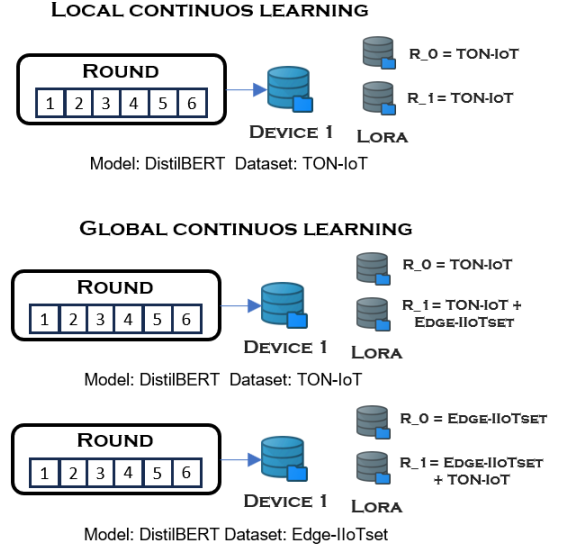 Local continuos learning
Round
1 2 3 4 5 6
R_0 = TON-IoT
R_1= TON-IoT
Device 1
Lora
Model: DistilBERT Dataset: TON-IoT
Global continuos learning
Round
1 2 3 4 5 6
R_0 = TON-IoT
R_1= TON-IoT +
Edge-IIoTset
Device 1
Lora
Model: DistilBERT Dataset: TON-IoT
Round
1 2 3 4 5 6
R_0 = Edge-IIoTset
R_1= Edge-IIoTset
+ TON-IoT
Device 1
Lora
Model: DistilBERT Dataset: Edge-IIoTset